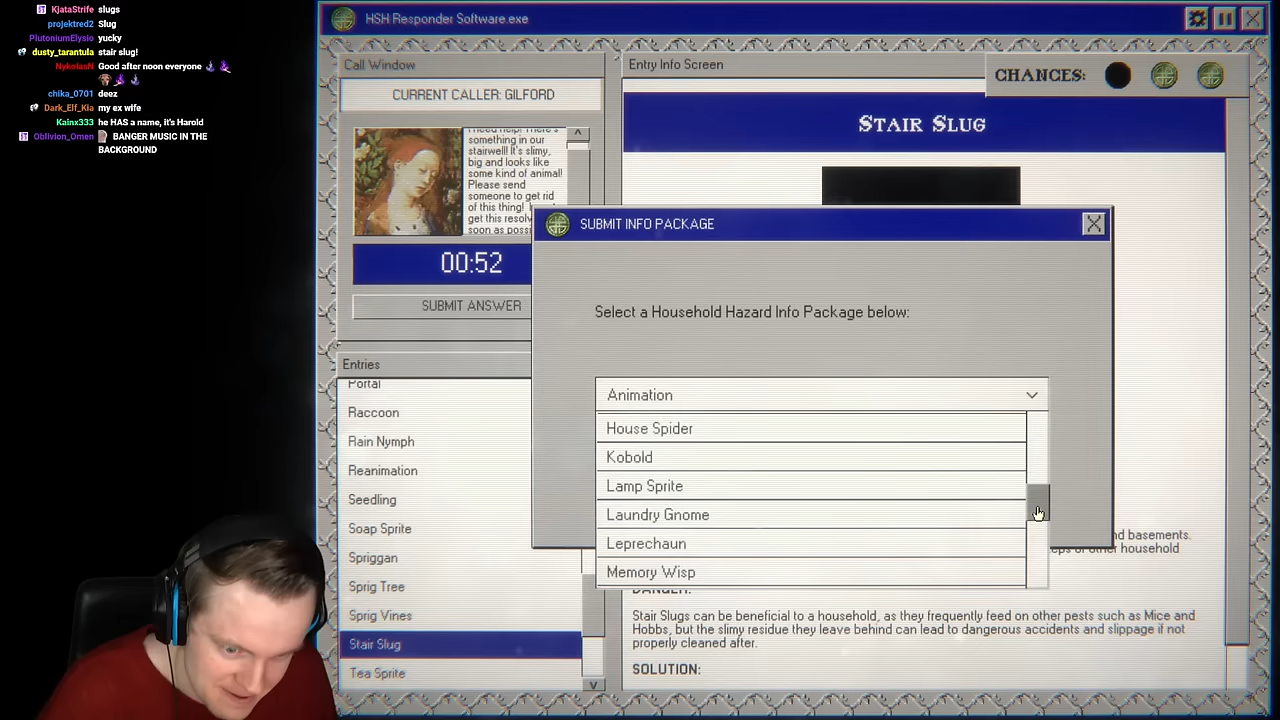 KjataStrife slugs
projektred2 Slug
PlutoniumElysio yucky
dusty_tarantula stair slug!
NykolasN Good after noon everyone
chika_0701 deez
Dark_Elf_Kia my ex wife
Kainx333 he HAS a name, it's Harold
Oblivion_Omen BANGER MUSIC IN THE
BACKGROUND
HSH Responder Software.exe
Call Window
CURRENT CALLER: GILFORD
I need help! There's
something in our
stairwell! It's slimy,
big and looks like
some kind of animal!
Please send
someone to get rid
of this thing! I
get this resolv
soon as possi
00:52
SUBMIT ANSWER
Entries
Portal
Raccoon
Rain Nymph
Reanimation
Seedling
Soap Sprite
Spriggan
Sprig Tree
Sprig Vines
Stair Slug
Tea Sprite
Entry Info Screen
CHANCES:
STAIR SLUG
SUBMIT INFO PACKAGE
Select a Household Hazard Info Package below:
Animation
House Spider
Kobold
Lamp Sprite
Laundry Gnome
Leprechaun
Memory Wisp
nd basements.
eps of other household
DANGER:
Stair Slugs can be beneficial to a household, as they frequently feed on other pests such as Mice and
Hobbs, but the slimy residue they leave behind can lead to dangerous accidents and slippage if not
properly cleaned after.
SOLUTION: